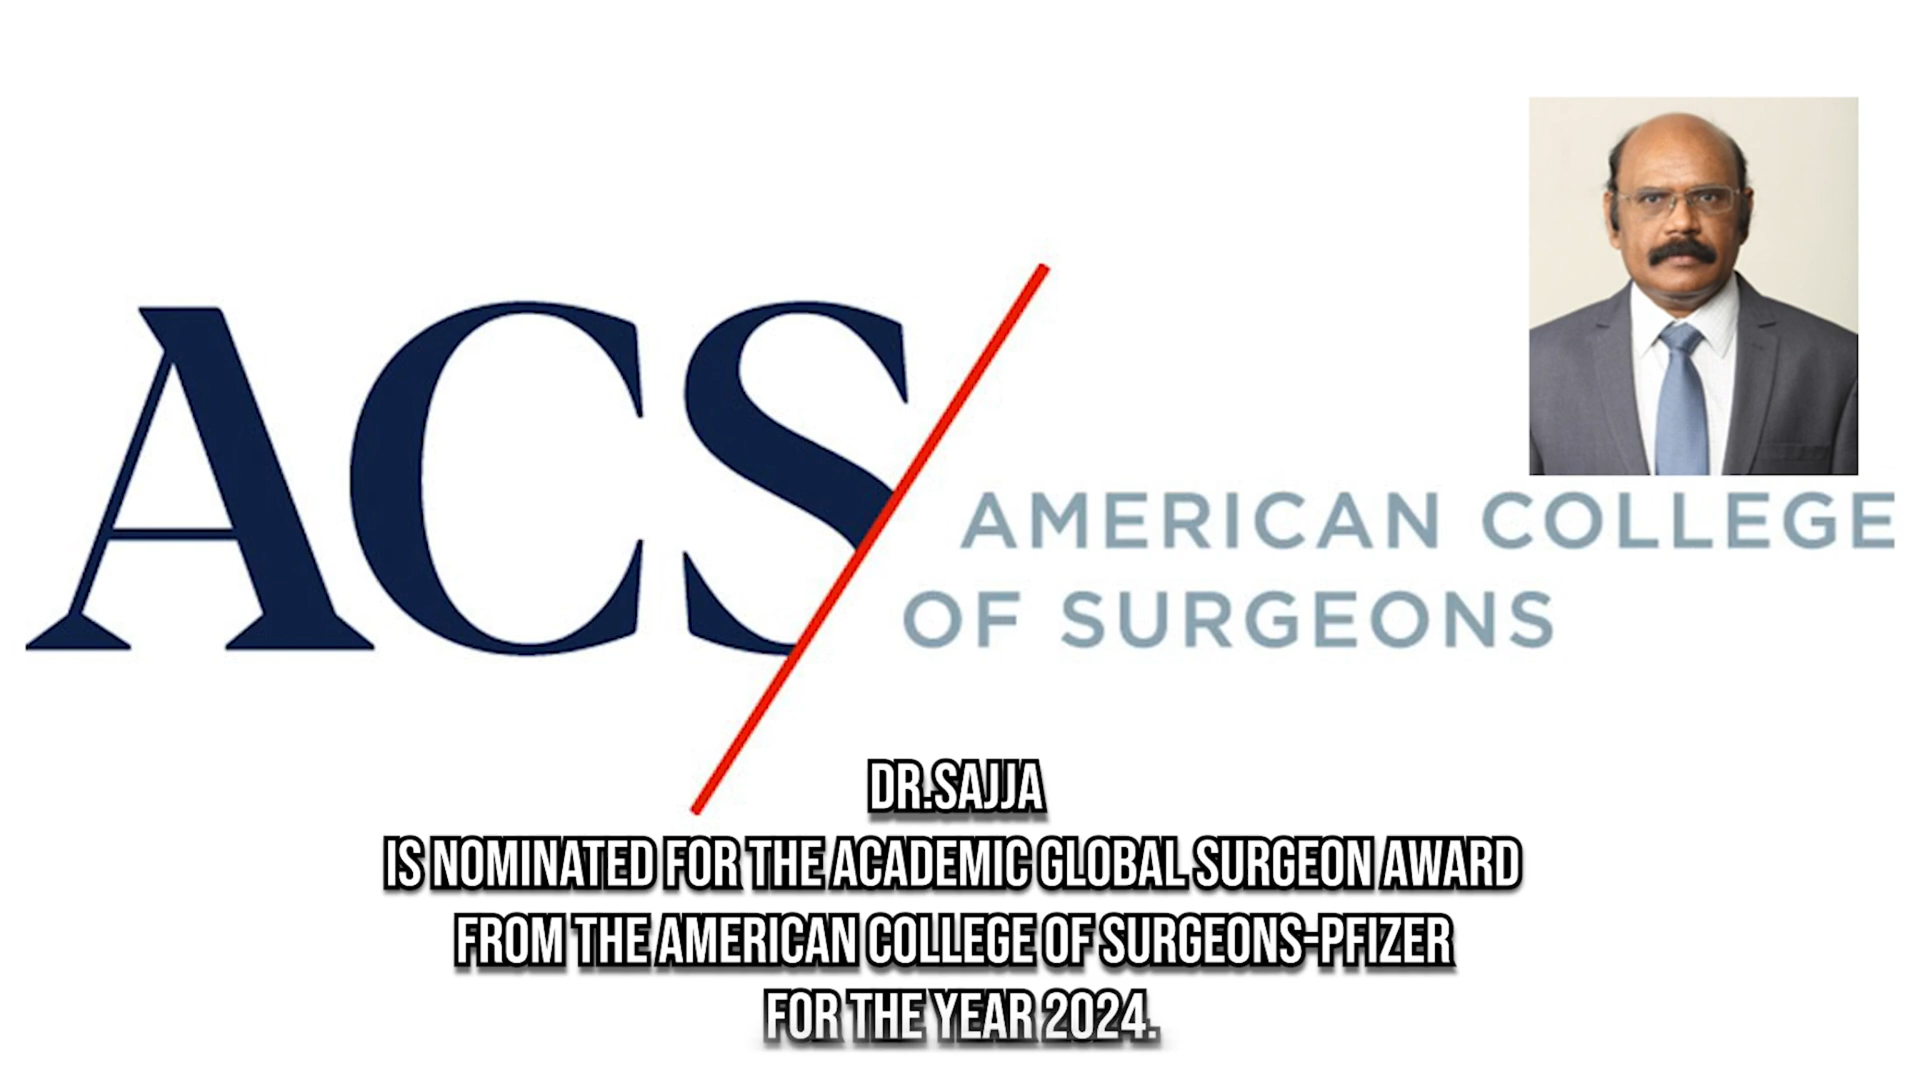 ACS
AMERICAN COLLEGE
OF SURGEONS
DR.SAJJA
IS NOMINATED FOR THE ACADEMIC GLOBAL SURGEON AWARD
FROM THE AMERICAN COLLEGE OF SURGEONS-PFIZER
FOR THE YEAR 2024.